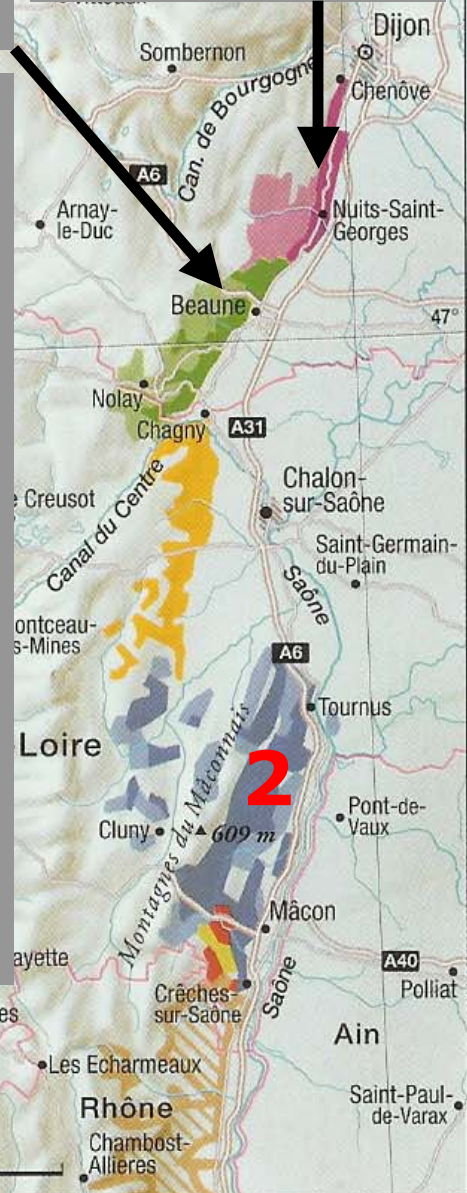 Dijon
Sombernon
Can. de Bourgogne
Chenôve
A6
Arnay-
le-Duc
Nuits-Saint-
Georges
Beaune
47°
Nolay
Chagny
A31
Canal du Centre
Creusot
Chalon-
sur-Saône
Saint-Germain-
du-Plain
Saône
ontceau-
s-Mines
A6
Tournus
-Loire
2
Montagnes du Mâconnais
Pont-de-
Vaux
Cluny
609 m
Mâcon
ayette
A40
Polliat
Crêches-
sur-Saône
Saône
es
Ain
Les Echarmeaux
Rhône
Saint-Paul-
de-Varax
Chambost-
Allieres